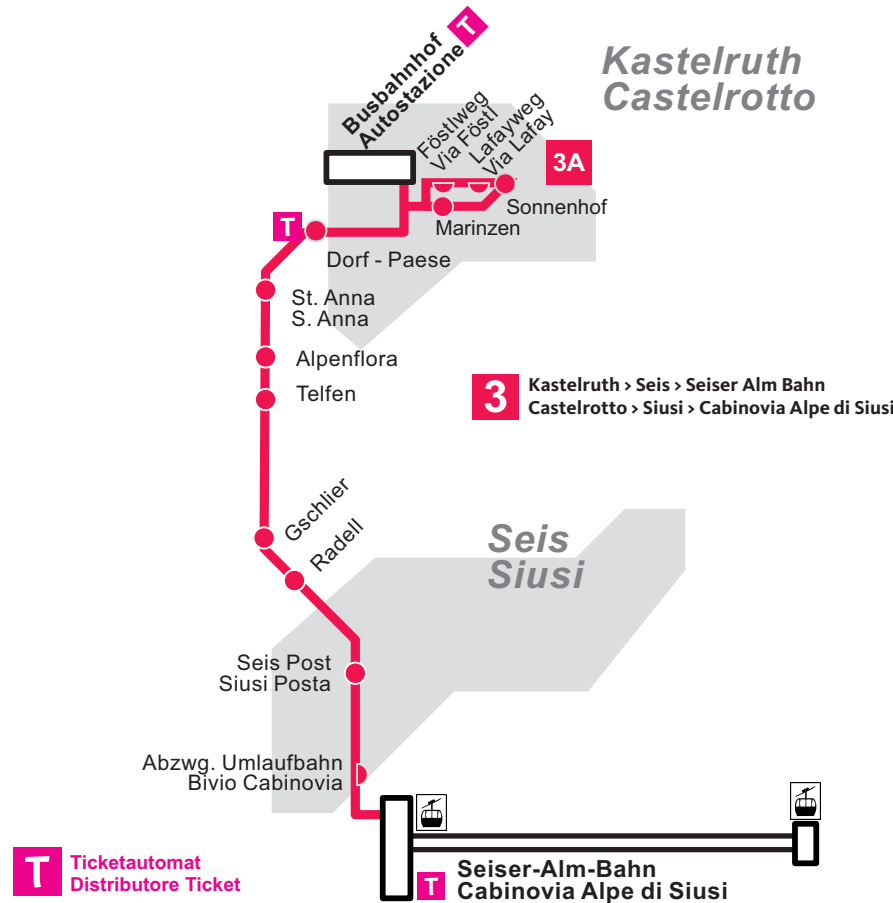 Busbahnhof
Autostazione
T
Kastelruth
Castelrotto
Föstlweg
Via Föstl
Lafayweg
Via Lafay
3A
Sonnenhof
Marinzen
T
Dorf - Paese
St. Anna
S. Anna
Alpenflora
Telfen
3
Kastelruth › Seis › Seiser Alm Bahn
Castelrotto › Siusi › Cabinovia Alpe di Siusi
Gschlier
Radell
Seis
Siusi
Seis Post
Siusi Posta
Abzwg. Umlaufbahn
Bivio Cabinovia
T
Ticketautomat
Distributore Ticket
T
Seiser-Alm-Bahn
Cabinovia Alpe di Siusi